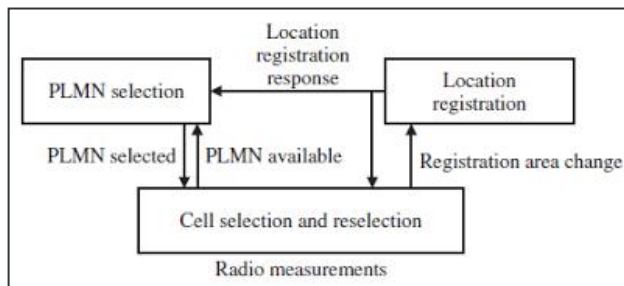 Location
registration
response
PLMN selection
Location
registration
PLMN selected
PLMN available
Registration area change
Cell selection and reselection
Radio measurements